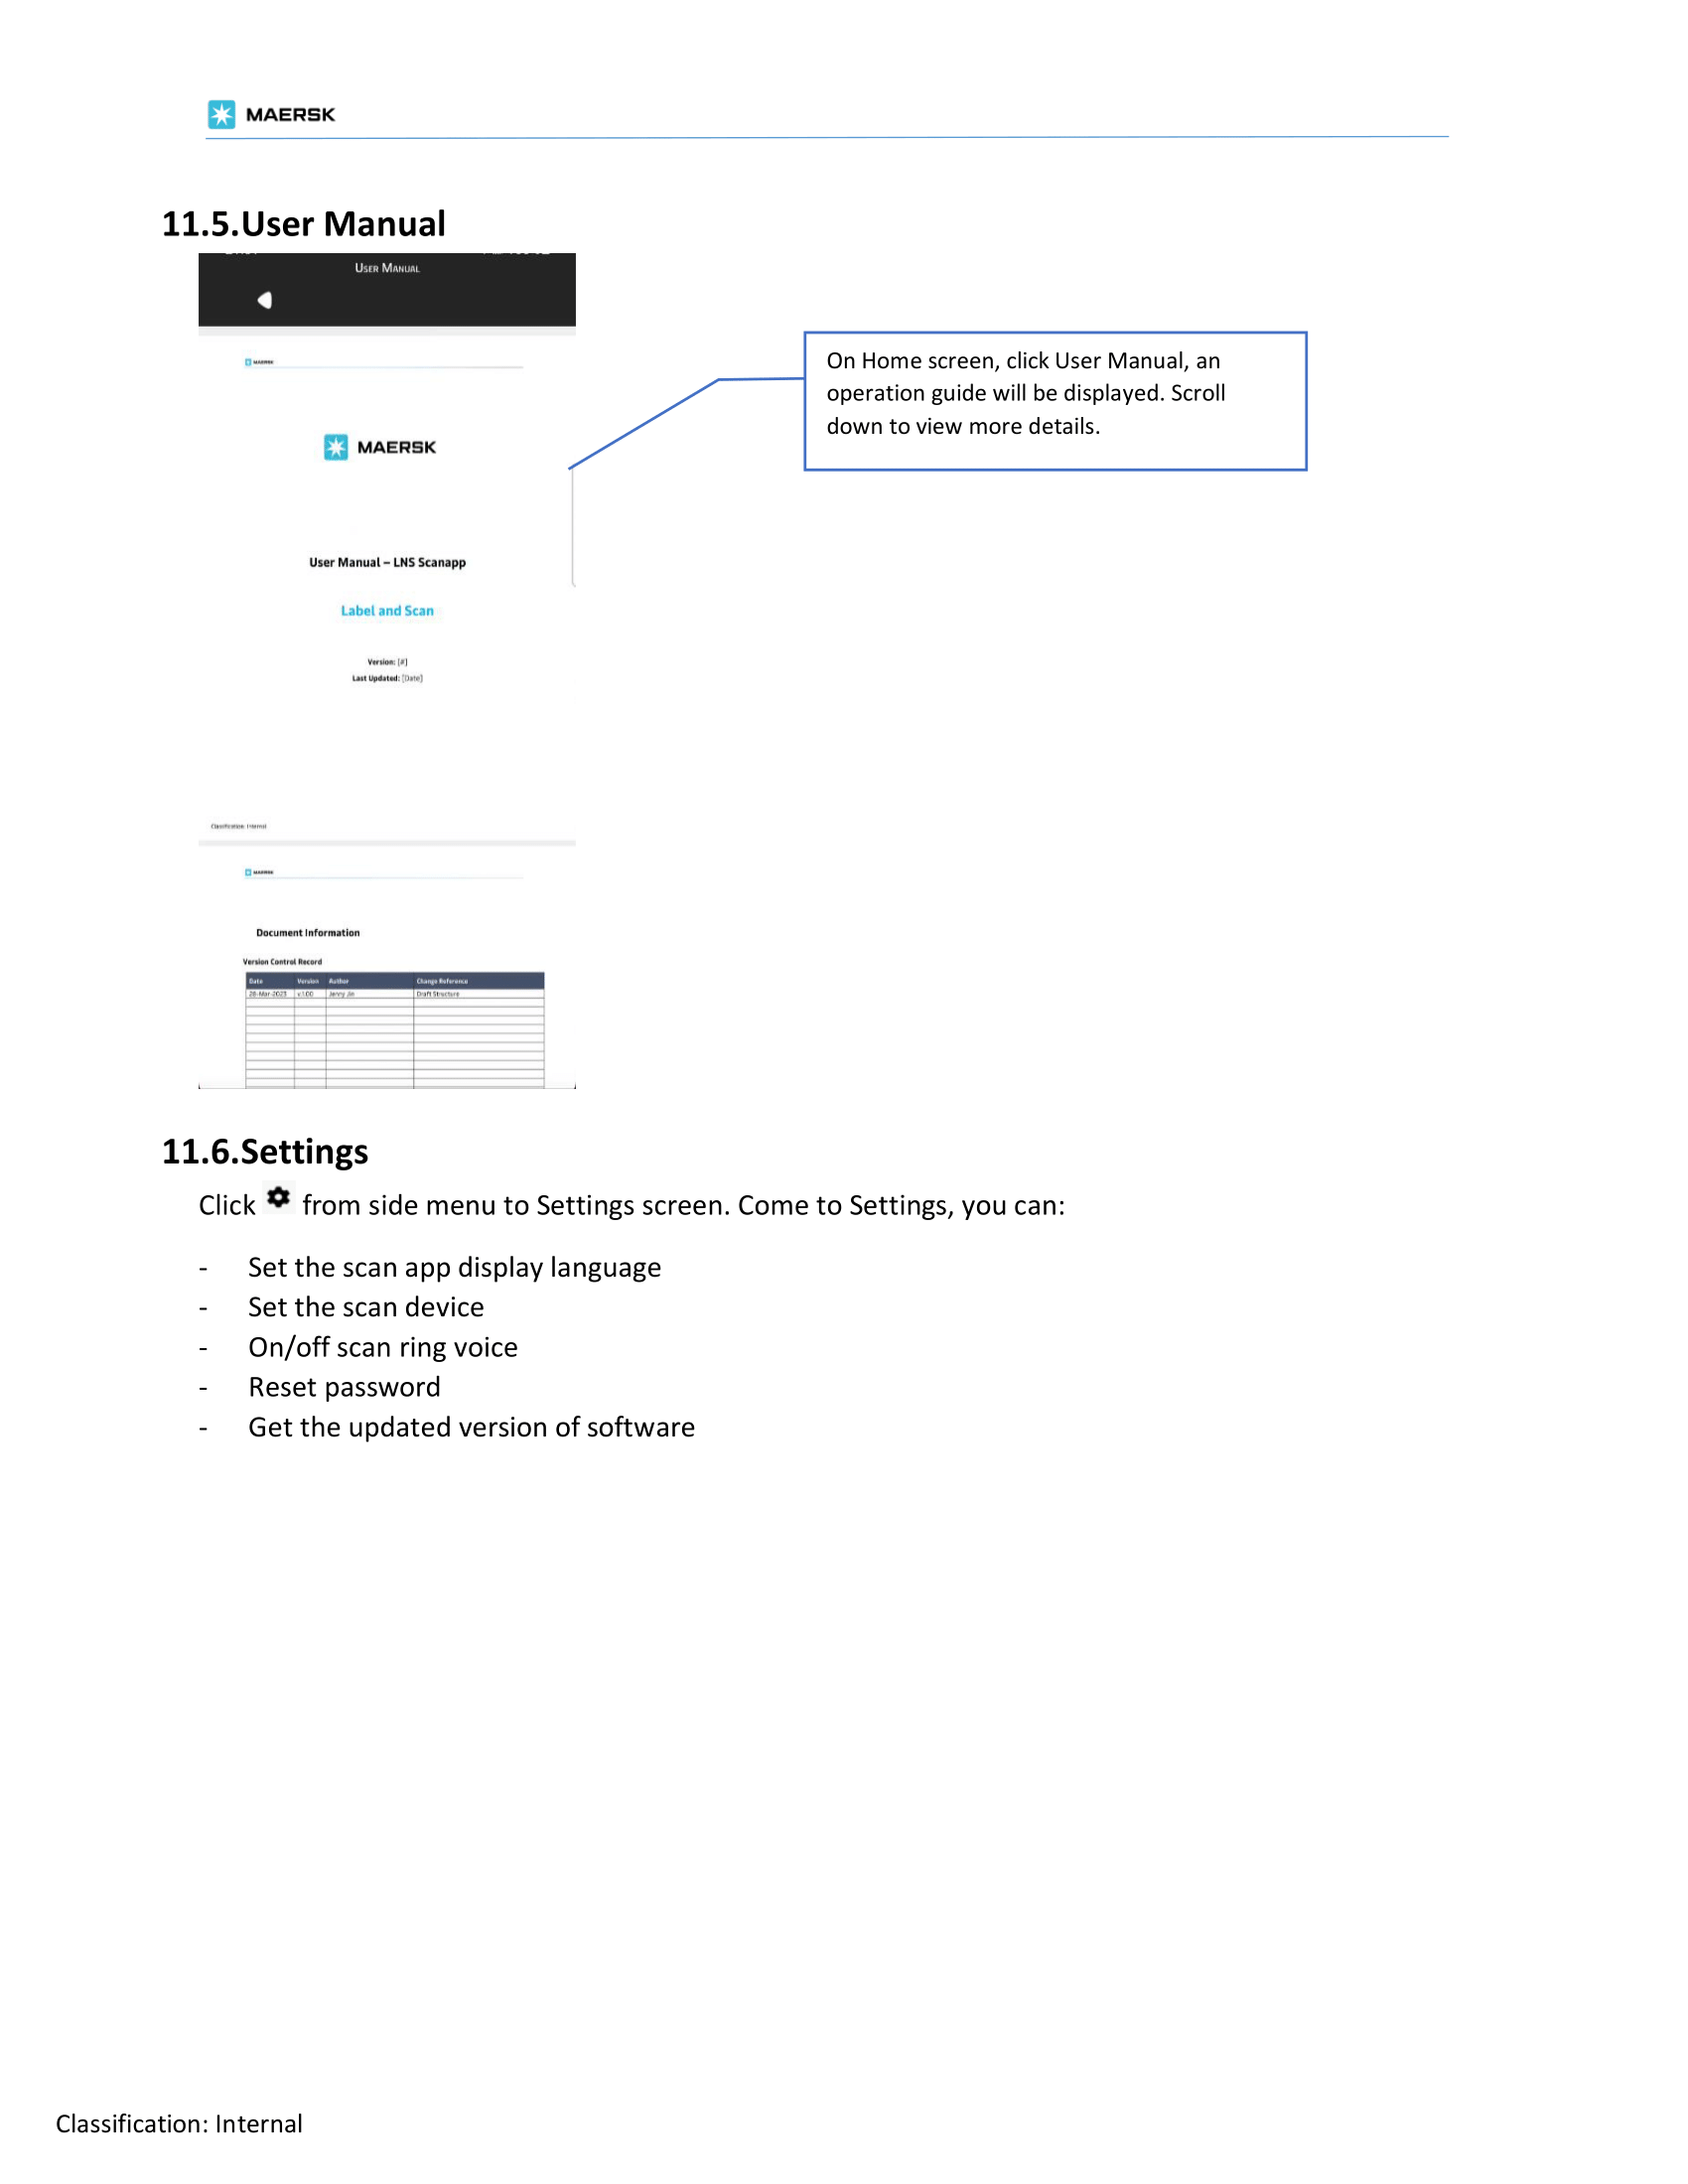 MAERSK
11.5.User Manual
USER MANUAL
MAERSK
On Home screen, click User Manual, an
operation guide will be displayed. Scroll
down to view more details.
MAERSK
User Manual – LNS Scanapp
Label and Scan
Version: [#]
Last Updated: [Date]
Classification: Internal
MAERSK
Document Information
Version Control Record
Date Version Author Change Reference
28-Mar-2023 v.1.00 Jenny Jin Draft Structure
11.6.Settings
Click from side menu to Settings screen. Come to Settings, you can:
- Set the scan app display language
- Set the scan device
- On/off scan ring voice
- Reset password
- Get the updated version of software
Classification: Internal